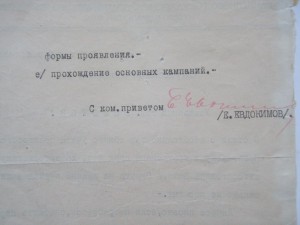 формы проявления.-
е/ прохождение основных кампаний.-
С ком.приветом
/Е.ЕВДОКИМОВ/.